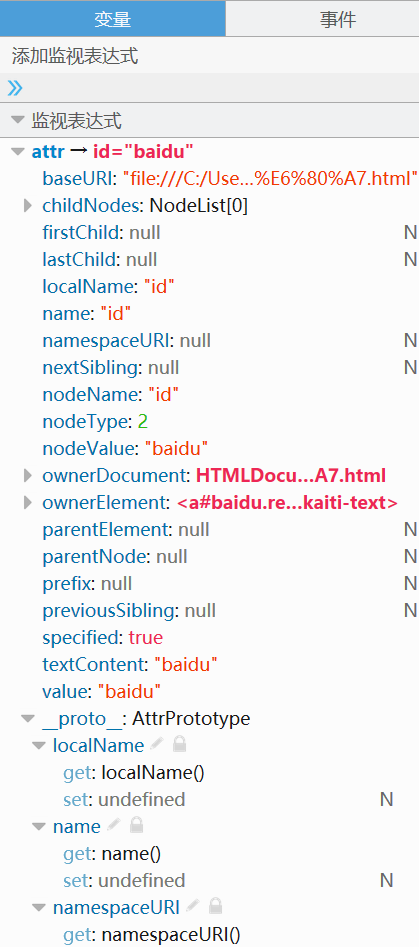 变量 事件
添加监视表达式
监视表达式
attr → id="baidu"
baseURI: "file:///C:/Use...%E6%80%A7.html"
childNodes: NodeList[0]
firstChild: null N
lastChild: null N
localName: "id"
name: "id"
namespaceURI: null N
nextSibling: null N
nodeName: "id"
nodeType: 2
nodeValue: "baidu"
ownerDocument: HTMLDocu...A7.html
ownerElement: <a#baidu.re...kaiti-text>
parentElement: null N
parentNode: null N
prefix: null N
previousSibling: null N
specified: true
textContent: "baidu"
value: "baidu"
__proto__: AttrPrototype
localName
get: localName()
set: undefined N
name
get: name()
set: undefined N
namespaceURI
get: namespaceURI()